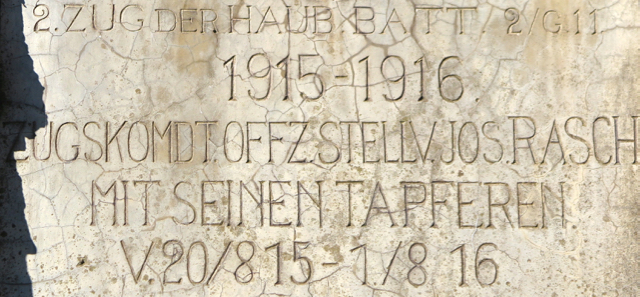 2. ZUG DER HAUB. BATT. 2/G.11
1915-1916.
ZUGSKOMDT. OFFZ. STELLV. JOS. RASCH
MIT SEINEN TAPFEREN.
V. 20/8 15-1/8 16